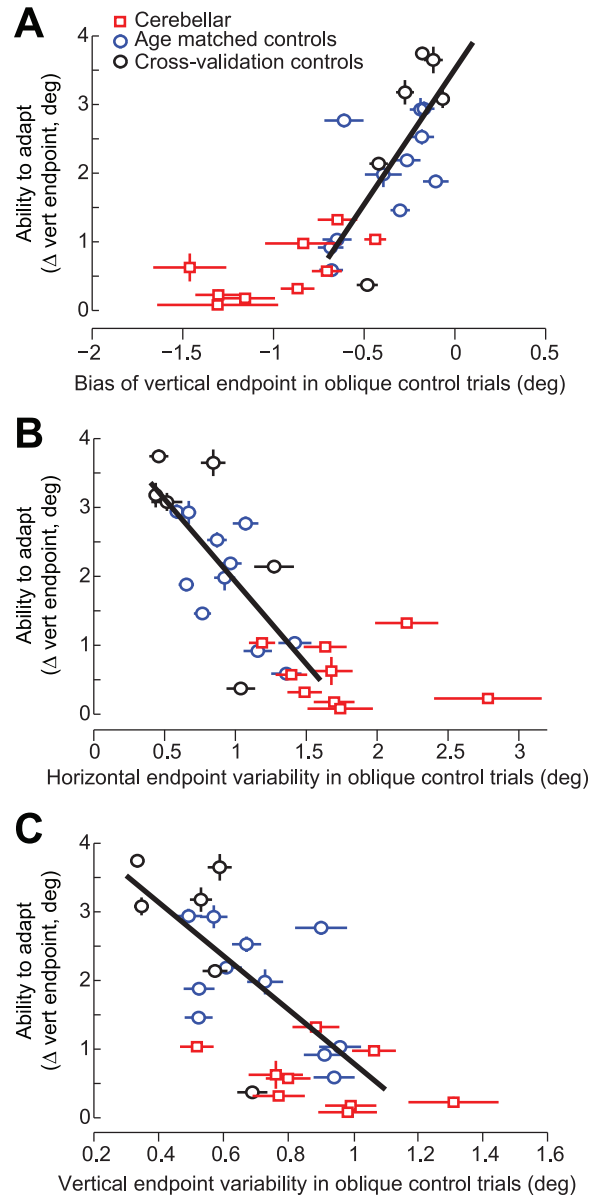 A
Cerebellar
Age matched controls
Cross-validation controls
Ability to adapt
(Δ vert endpoint, deg)
4
3
2
1
0
−2
−1.5
−1
−0.5
0
0.5
Bias of vertical endpoint in oblique control trials (deg)
B
Ability to adapt
(Δ vert endpoint, deg)
4
3
2
1
0
0
0.5
1
1.5
2
2.5
3
Horizontal endpoint variability in oblique control trials (deg)
C
Ability to adapt
(Δ vert endpoint, deg)
4
3
2
1
0
0.2
0.4
0.6
0.8
1
1.2
1.4
1.6
Vertical endpoint variability in oblique control trials (deg)